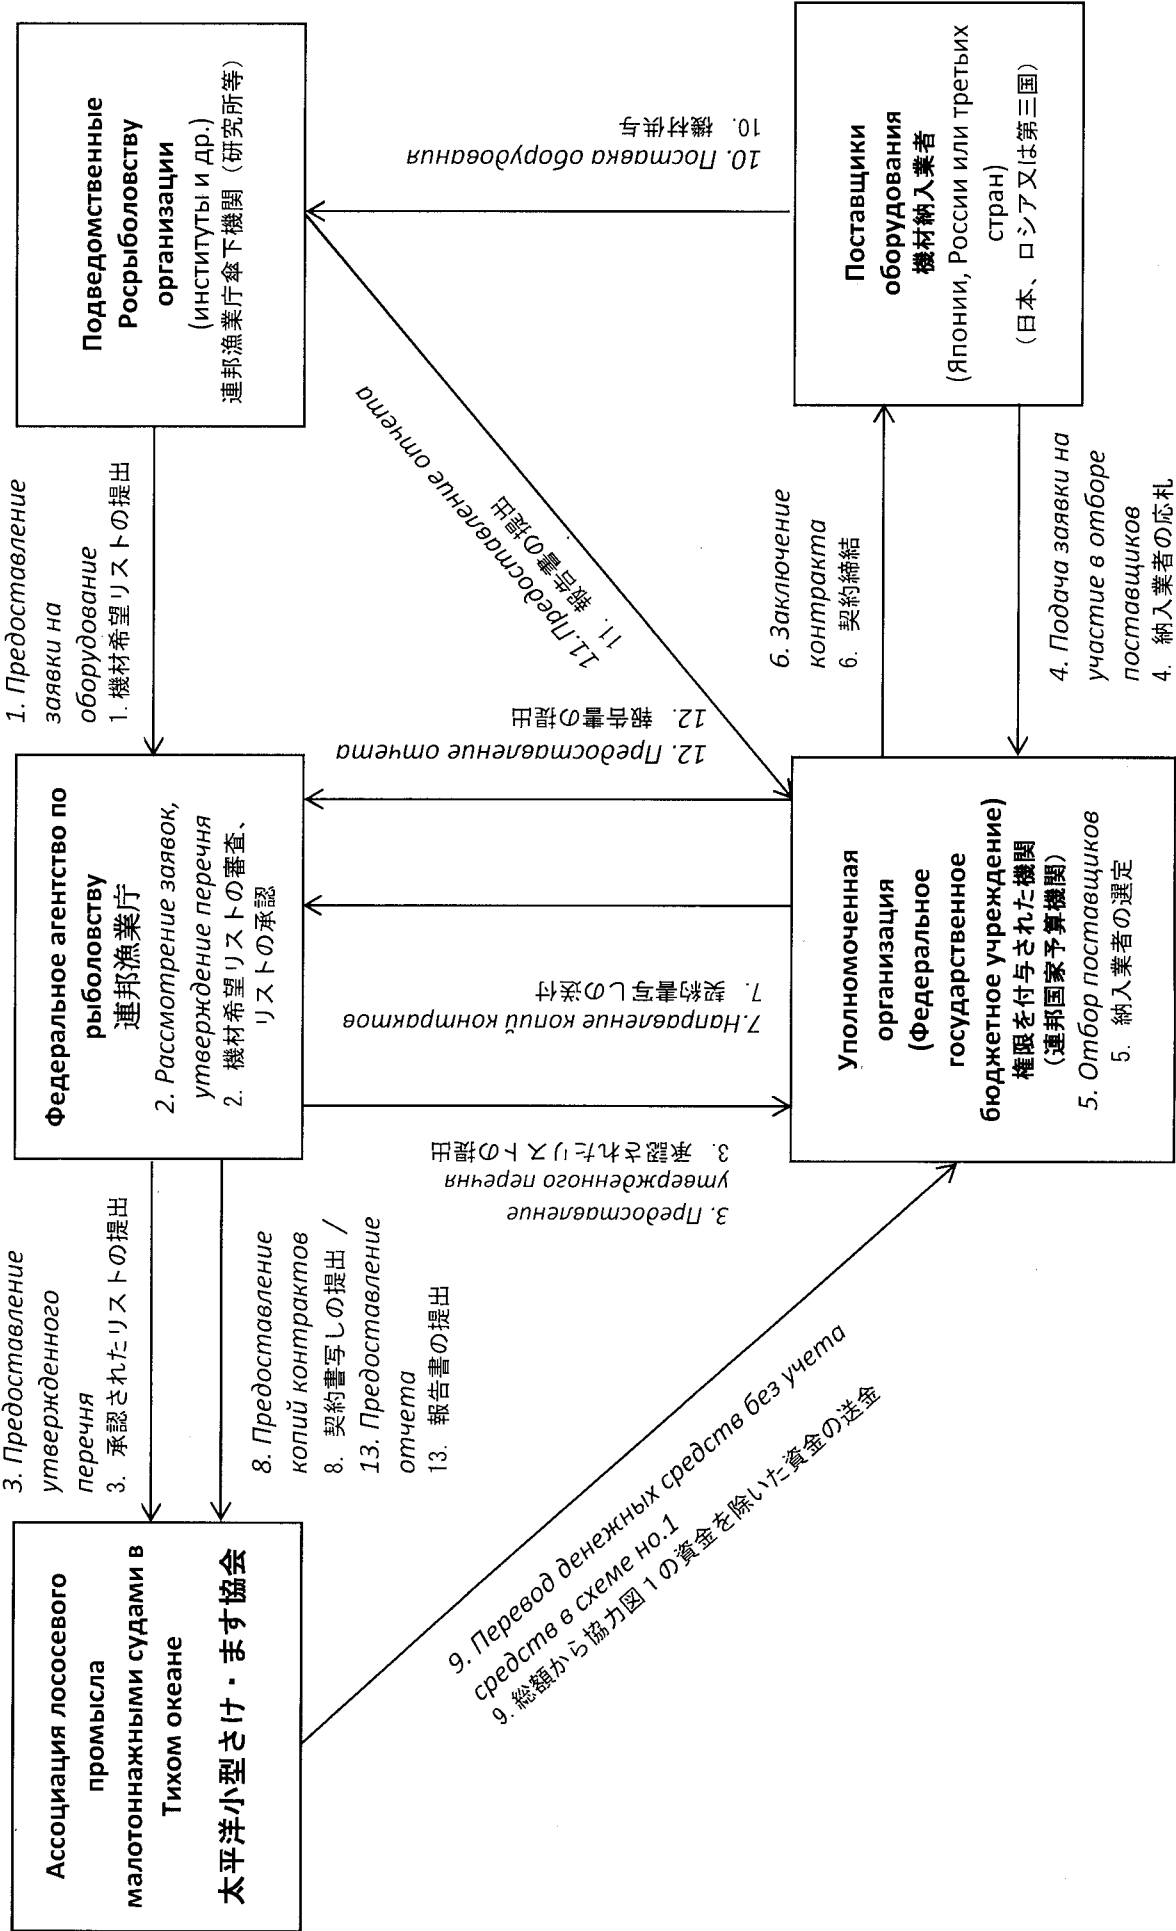 Ассоциация лососевого
промысла
малотоннажными судами в
Тихом океане
太平洋小型さけ・ます協会
3. Предоставление
утвержденного
перечня
3. 承認されたリストの提出
8. Предоставление
копий контрактов
8. 契約書写しの提出 /
13. Предоставление
отчета
13. 報告書の提出
Федеральное агентство по
рыболовству
連邦漁業庁
2. Рассмотрение заявок,
утверждение перечня
2. 機材希望リストの審査、
リストの承認
1. Предоставление
заявки на
оборудование
1. 機材希望リストの提出
Подведомственные
Росрыболовству
организации
(институты и др.)
連邦漁業庁傘下機関（研究所等）
9. Перевод денежных средств без учета
средств в схеме но.1
9. 総額から協力図１の資金を除いた資金の送金
3. Предоставление
утвержденного перечня
3. 承認されたリストの提出
7.Направление копий контрактов
7. 契約書写しの送付
12. Предоставление отчета
12. 報告書の提出
11.Предоставление отчета
11. 報告書の提出
10. Поставка оборудования
10. 機材供与
Уполномоченная
организация
(Федеральное
государственное
бюджетное учреждение)
権限を付与された機関
（連邦国家予算機関）
5. Отбор поставщиков
5. 納入業者の選定
6. Заключение
контракта
6. 契約締結
4. Подача заявки на
участие в отборе
поставщиков
4. 納入業者の応札
Поставщики
оборудования
機材納入業者
(Японии, России или третьих
стран)
（日本、ロシア又は第三国）